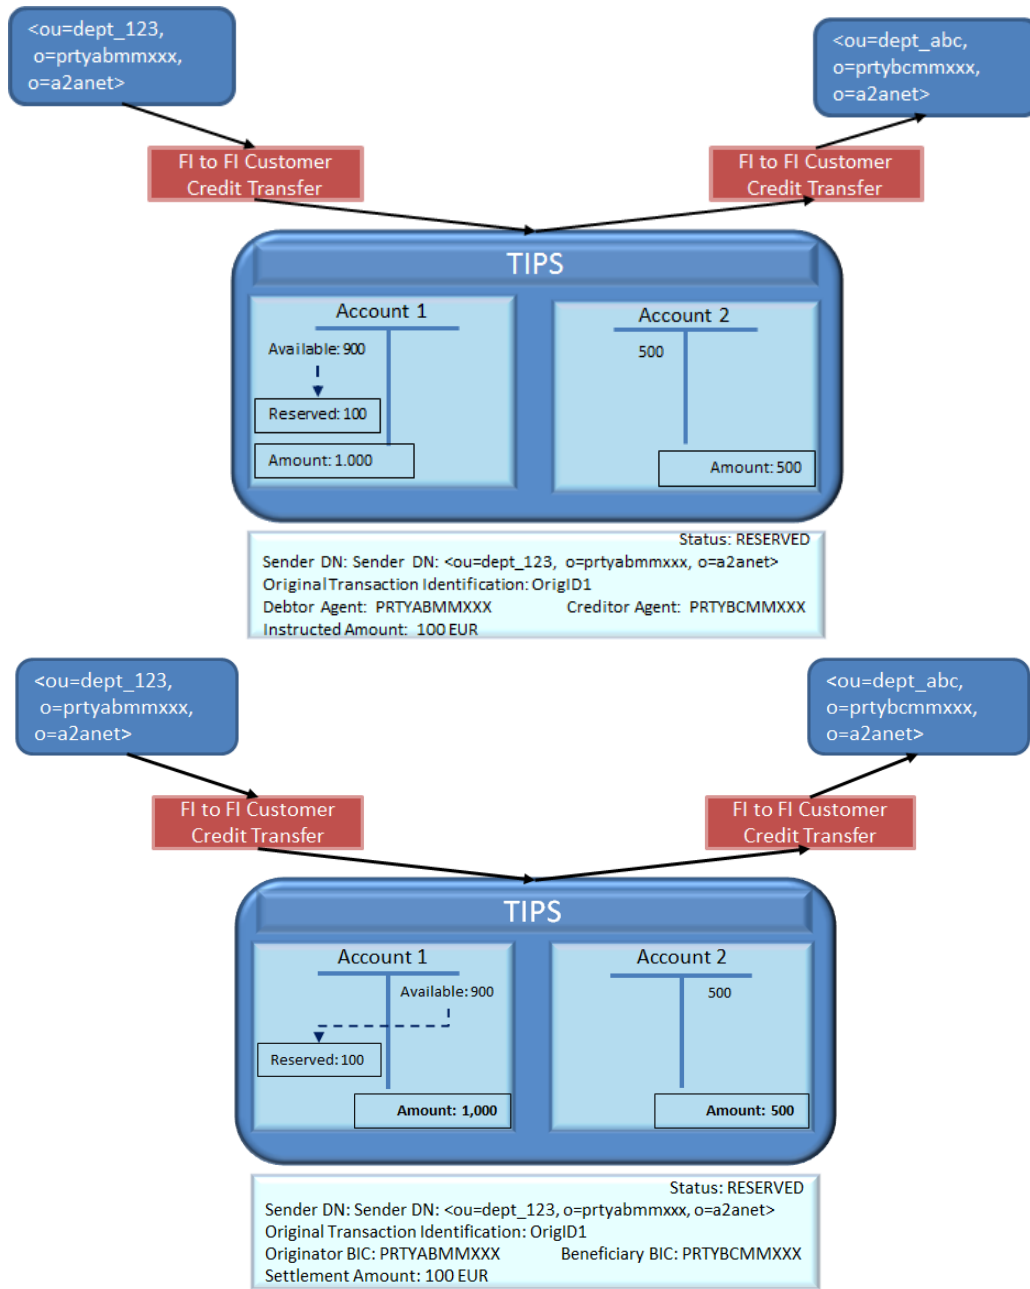 <ou=dept_123,
o=prtyabmmxxx,
o=a2anet>
<ou=dept_abc,
o=prtybcmmxxx,
o=a2anet>
FI to FI Customer
Credit Transfer
FI to FI Customer
Credit Transfer
TIPS
Account 1
Available: 900
Reserved: 100
Amount: 1.000
Account 2
500
Amount: 500
Status: RESERVED
Sender DN: Sender DN: <ou=dept_123, o=prtyabmmxxx, o=a2anet>
Original Transaction Identification: OrigID1
Debtor Agent: PRTYABMMXXX Creditor Agent: PRTYBCMMXXX
Instructed Amount: 100 EUR
<ou=dept_123,
o=prtyabmmxxx,
o=a2anet>
<ou=dept_abc,
o=prtybcmmxxx,
o=a2anet>
FI to FI Customer
Credit Transfer
FI to FI Customer
Credit Transfer
TIPS
Account 1
Available: 900
Reserved: 100
Amount: 1,000
Account 2
500
Amount: 500
Status: RESERVED
Sender DN: Sender DN: <ou=dept_123, o=prtyabmmxxx, o=a2anet>
Original Transaction Identification: OrigID1
Originator BIC: PRTYABMMXXX Beneficiary BIC: PRTYBCMMXXX
Settlement Amount: 100 EUR